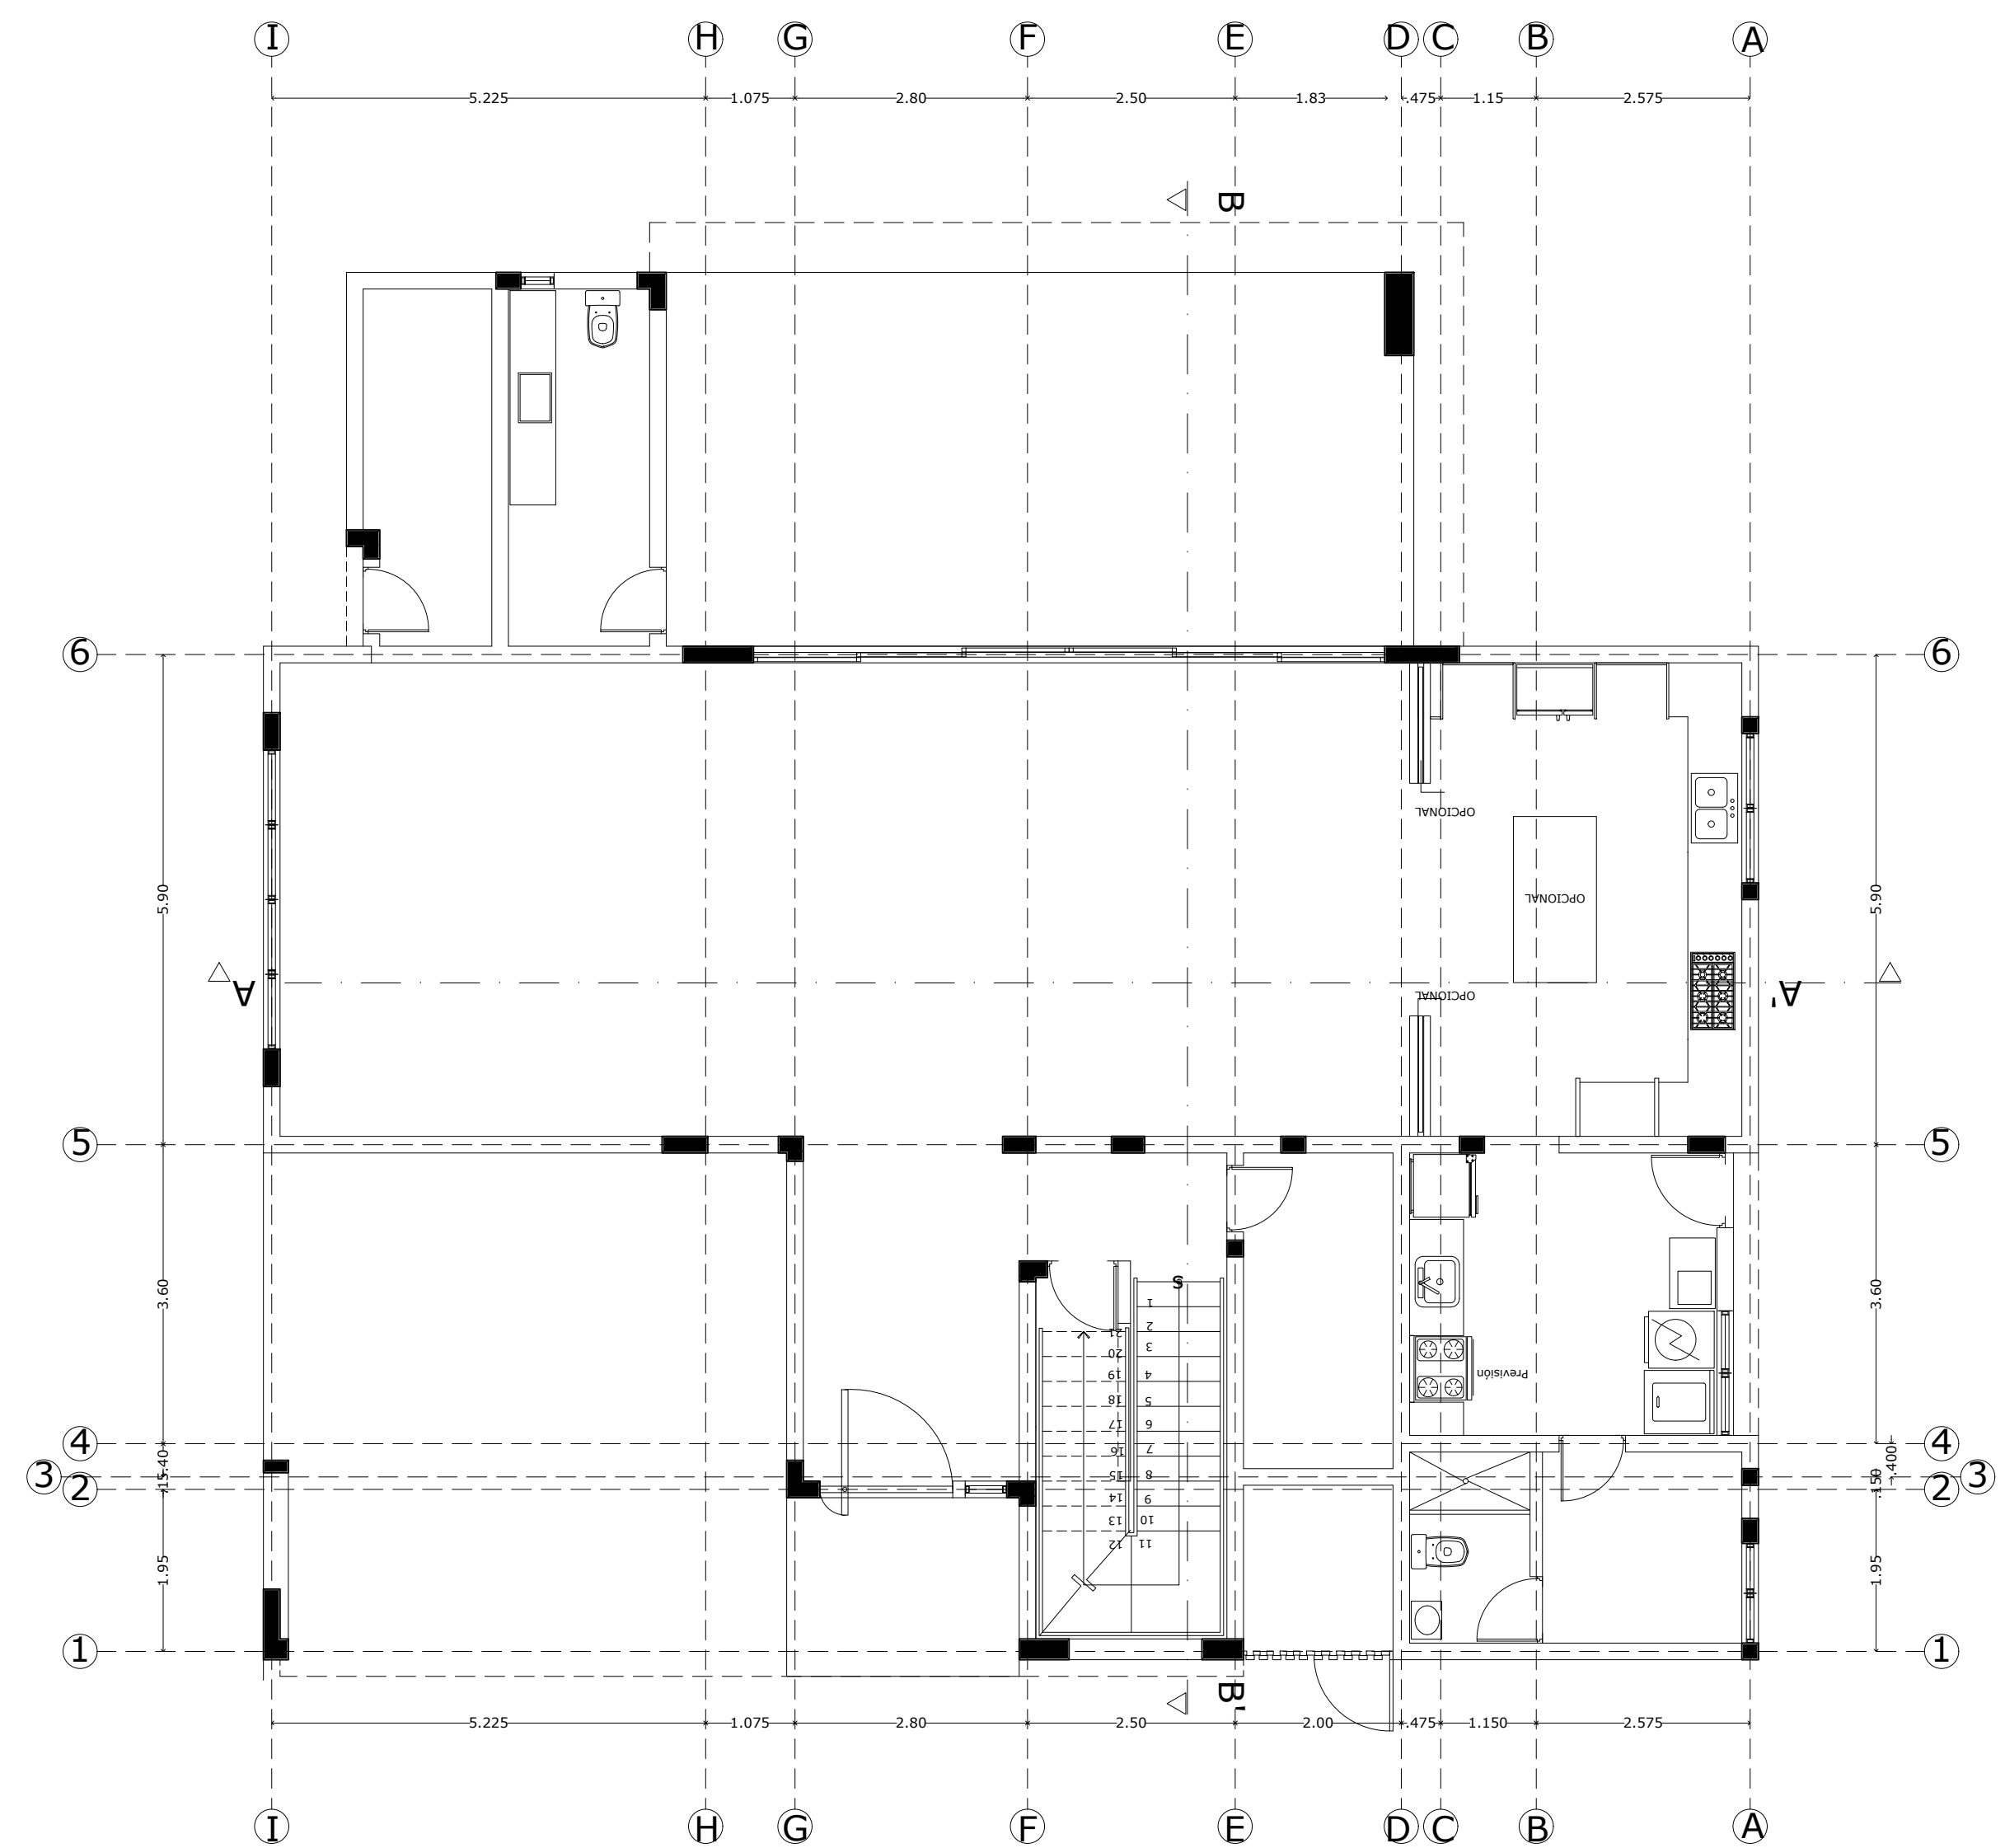 I H G F E D C B A
5.225 1.075 2.80 2.50 1.83 .475 1.15 2.575
B
6 6
OPCIONAL
5.90 OPCIONAL 5.90
A A'
OPCIONAL
5 5
S
1
21 2
20 3
3.60 19 4 Previsión 3.60
18 5
17 6
4 16 7 4
15.40 .400
3 15 8 3
2 .150 2
14 9
13 10
12 11
1.95 1.95
1 1
B'
5.225 1.075 2.80 2.50 2.00 .475 1.150 2.575
I H G F E D C B A